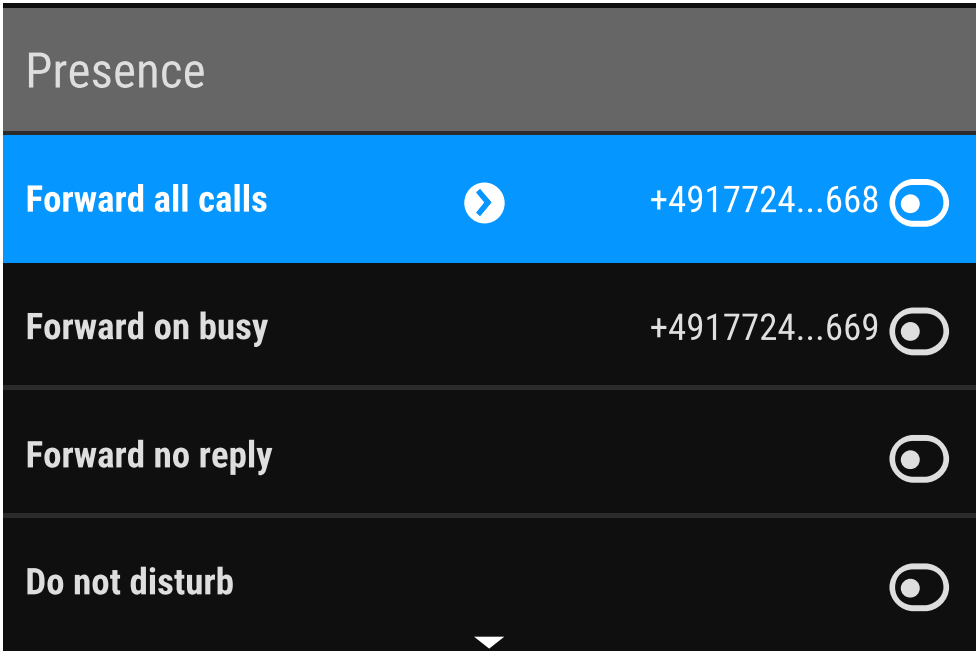 Presence
Forward all calls +4917724...668
Forward on busy +4917724...669
Forward no reply
Do not disturb